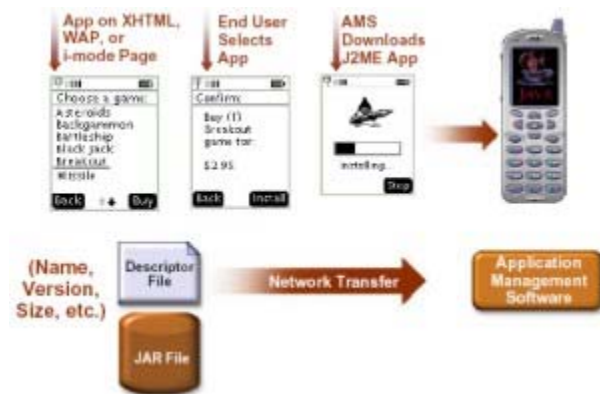 App on XHTML,
WAP, or
i-mode Page
End User
Selects
App
AMS
Downloads
J2ME App
Choose a game:
Asteroids
Backgammon
Battleship
Black Jack
Breakout
Missile
Back
Buy
Confirm:
Buy (1)
Breakout
game for:
$2.95
Back
Install
Installing...
Stop
JAVA
(Name,
Version,
Size, etc.)
Descriptor
File
JAR File
Network Transfer
Application
Management
Software